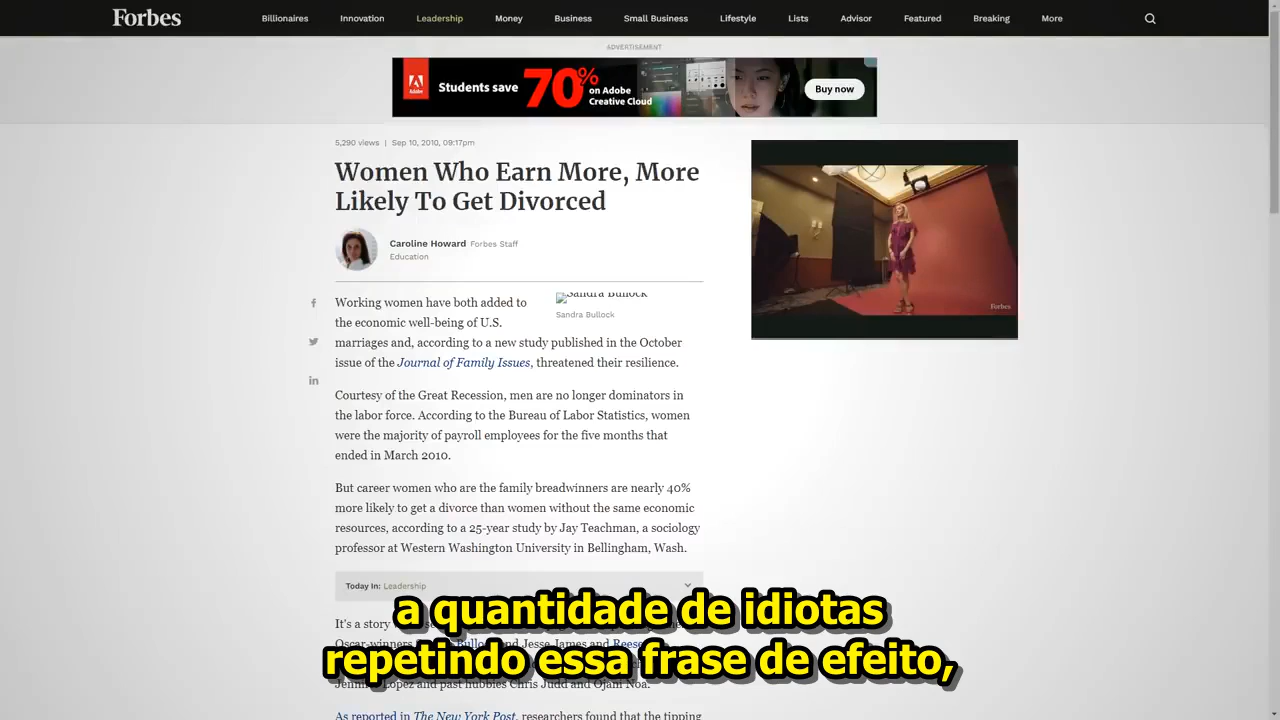 Forbes
Billionaires Innovation Leadership Money Business Small Business Lifestyle Lists Advisor Featured Breaking More
ADVERTISEMENT
Adobe
Students save 70% on Adobe Creative Cloud
Buy now
5,290 views | Sep 10, 2010, 09:17pm
Women Who Earn More, More
Likely To Get Divorced
Caroline Howard Forbes Staff
Education
Working women have both added to
the economic well-being of U.S.
marriages and, according to a new study published in the October
issue of the Journal of Family Issues, threatened their resilience.
Sandra Bullock
Sandra Bullock
Forbes
Courtesy of the Great Recession, men are no longer dominators in
the labor force. According to the Bureau of Labor Statistics, women
were the majority of payroll employees for the five months that
ended in March 2010.
But career women who are the family breadwinners are nearly 40%
more likely to get a divorce than women without the same economic
resources, according to a 25-year study by Jay Teachman, a sociology
professor at Western Washington University in Bellingham, Wash.
Today In: Leadership
a quantidade de idiotas
repetindo essa frase de efeito,
It's a story
Oscar-winners Jesse James and Reese
Lopez and past hubbies Chris Judd and Ojani Noa.
As reported in The New York Post, researchers found that the tipping